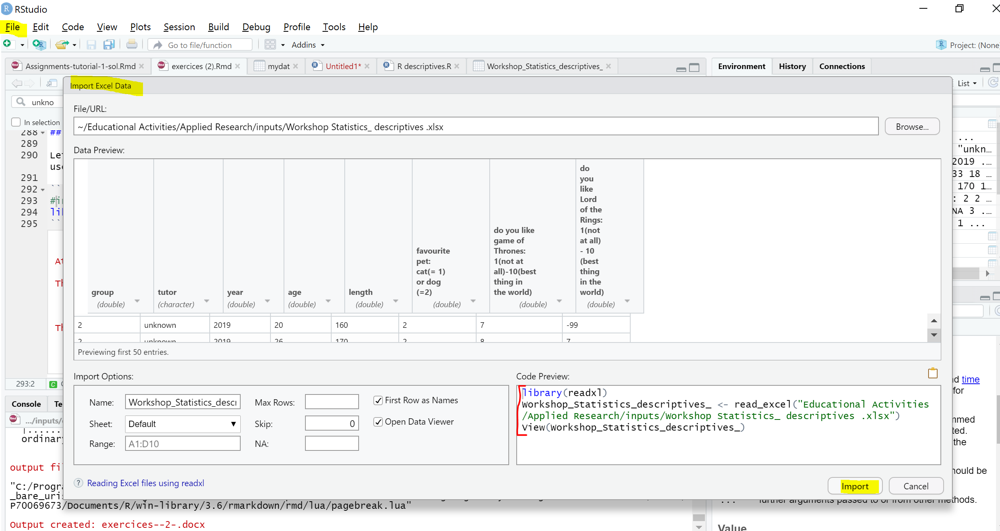 RStudio
File Edit Code View Plots Session Build Debug Profile Tools Help
Go to file/function Addins Project: (None
Assignments-tutorial-1-sol.Rmd exercices (2).Rmd mydat Untitled1* R descriptives.R Workshop_Statistics_descriptives_ Environment History Connections
Import Excel Data
List
unkno
In selection
File/URL:
~/Educational Activities/Applied Research/inputs/Workshop Statistics_ descriptives .xlsx
Browse...
288 ##
289
290 Le
us
291
292 ``
293 #i
294 li
295 ``
...
"unkn...
2019 ....
33 18 ...
170 1...
: 2 2 ...
NA 3 ....
1 ...
Data Preview:
group
(double)
tutor
(character)
year
(double)
age
(double)
length
(double)
favourite
pet:
cat(= 1)
or dog
(=2)
(double)
do you like
game of
Thrones:
1(not at
all)-10(best
thing in
the world)
(double)
do
you
like
Lord
of the
Rings:
1(not
at all)
- 10
(best
thing
in the
world)
(double)
2 unknown 2019 20 160 2 7 -99
2 unknown 2019 26 170 2 8 7
Previewing first 50 entries.
At
Th
Th
293:2 C
Import Options:
Name: Workshop_Statistics_descri
Sheet: Default
Range: A1:D10
Max Rows:
Skip: 0
NA:
First Row as Names
Open Data Viewer
Code Preview:
library(readxl)
Workshop_Statistics_descriptives_ <- read_excel("Educational Activities
/Applied Research/inputs/Workshop Statistics_ descriptives .xlsx")
View(Workshop_Statistics_descriptives_)
? Reading Excel files using readxl
Import Cancel
Console Te
.../inputs/
|......
ordinary
output fi
"C:/Progra
_bare_uris
P70069673/Documents/R/win-library/3.6/rmarkdown/rmd/lua/pagebreak.lua"
Output created: exercices--2-.docx
nd time
for
mmed
ted.
the
hould be
... further arguments passed to or from other methods.
Value